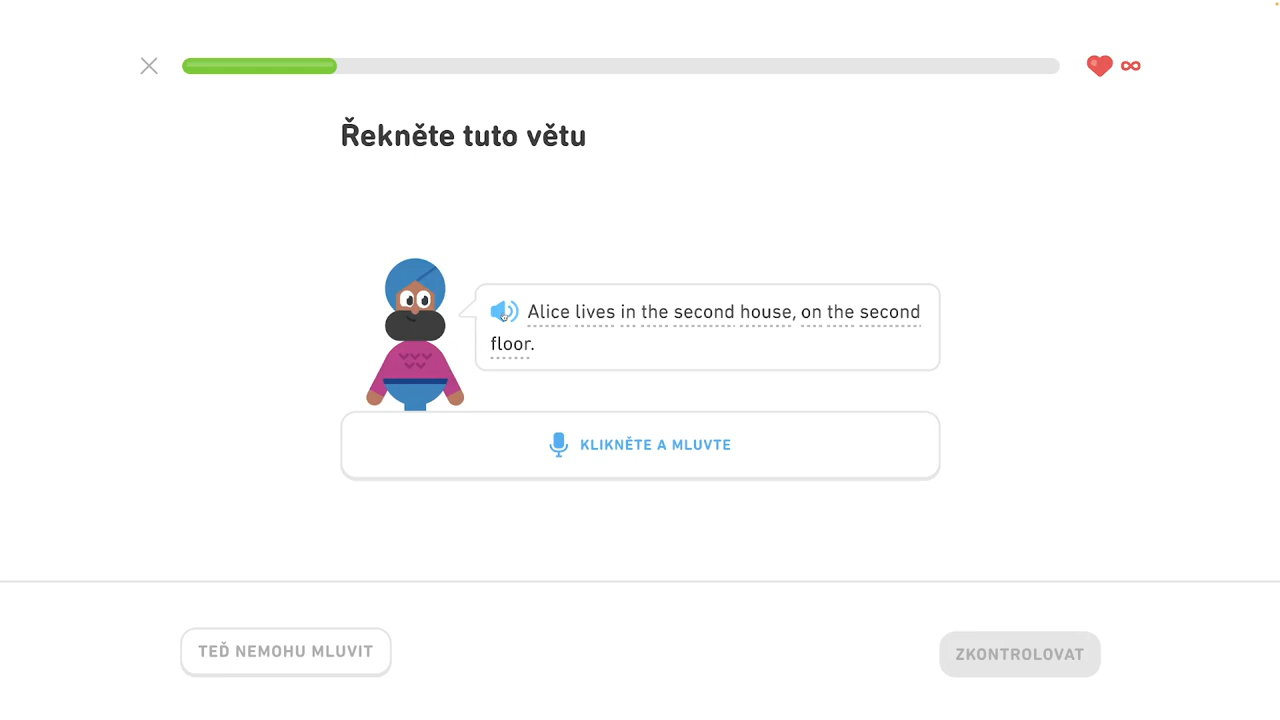 Řekněte tuto větu
Alice lives in the second house, on the second
floor.
KLIKNĚTE A MLUVTE
TEĎ NEMOHU MLUVIT
ZKONTROLOVAT